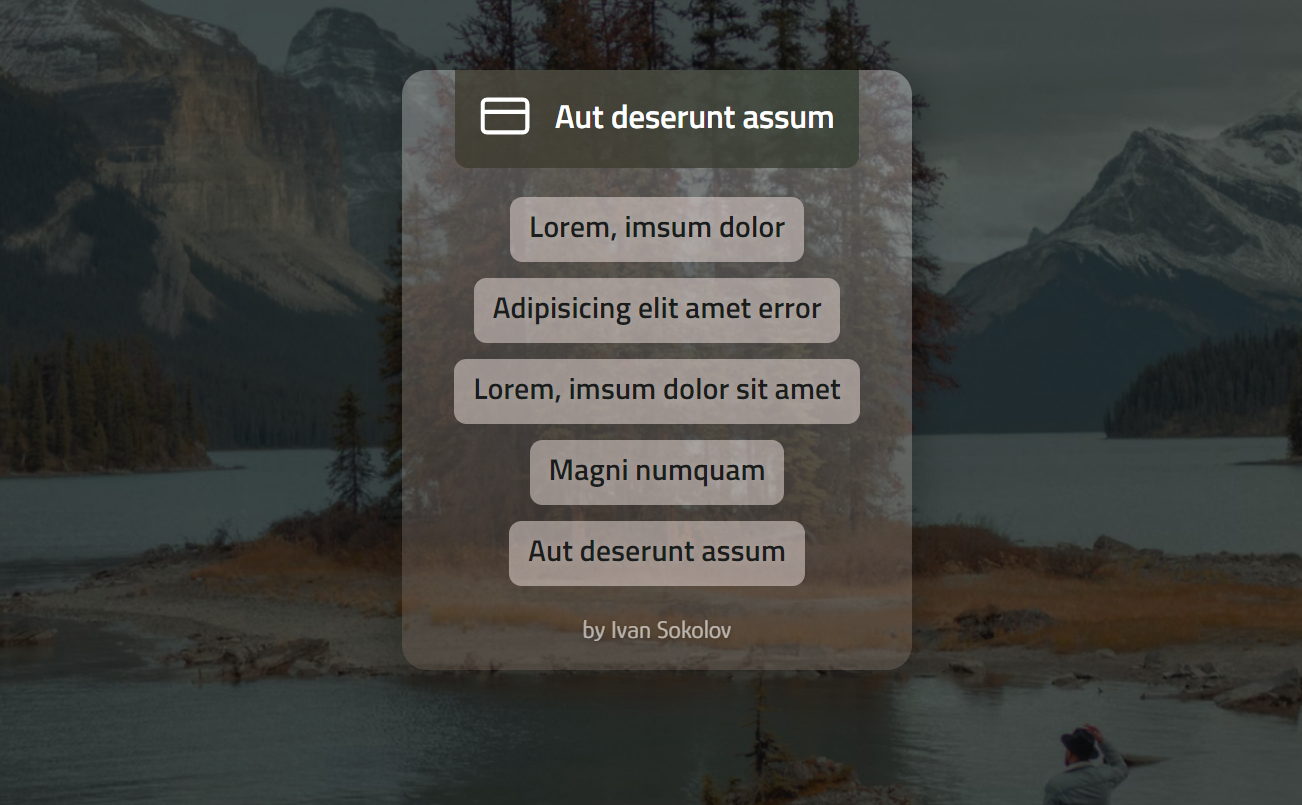 Aut deserunt assum
Lorem, imsum dolor
Adipisicing elit amet error
Lorem, imsum dolor sit amet
Magni numquam
Aut deserunt assum
by Ivan Sokolov